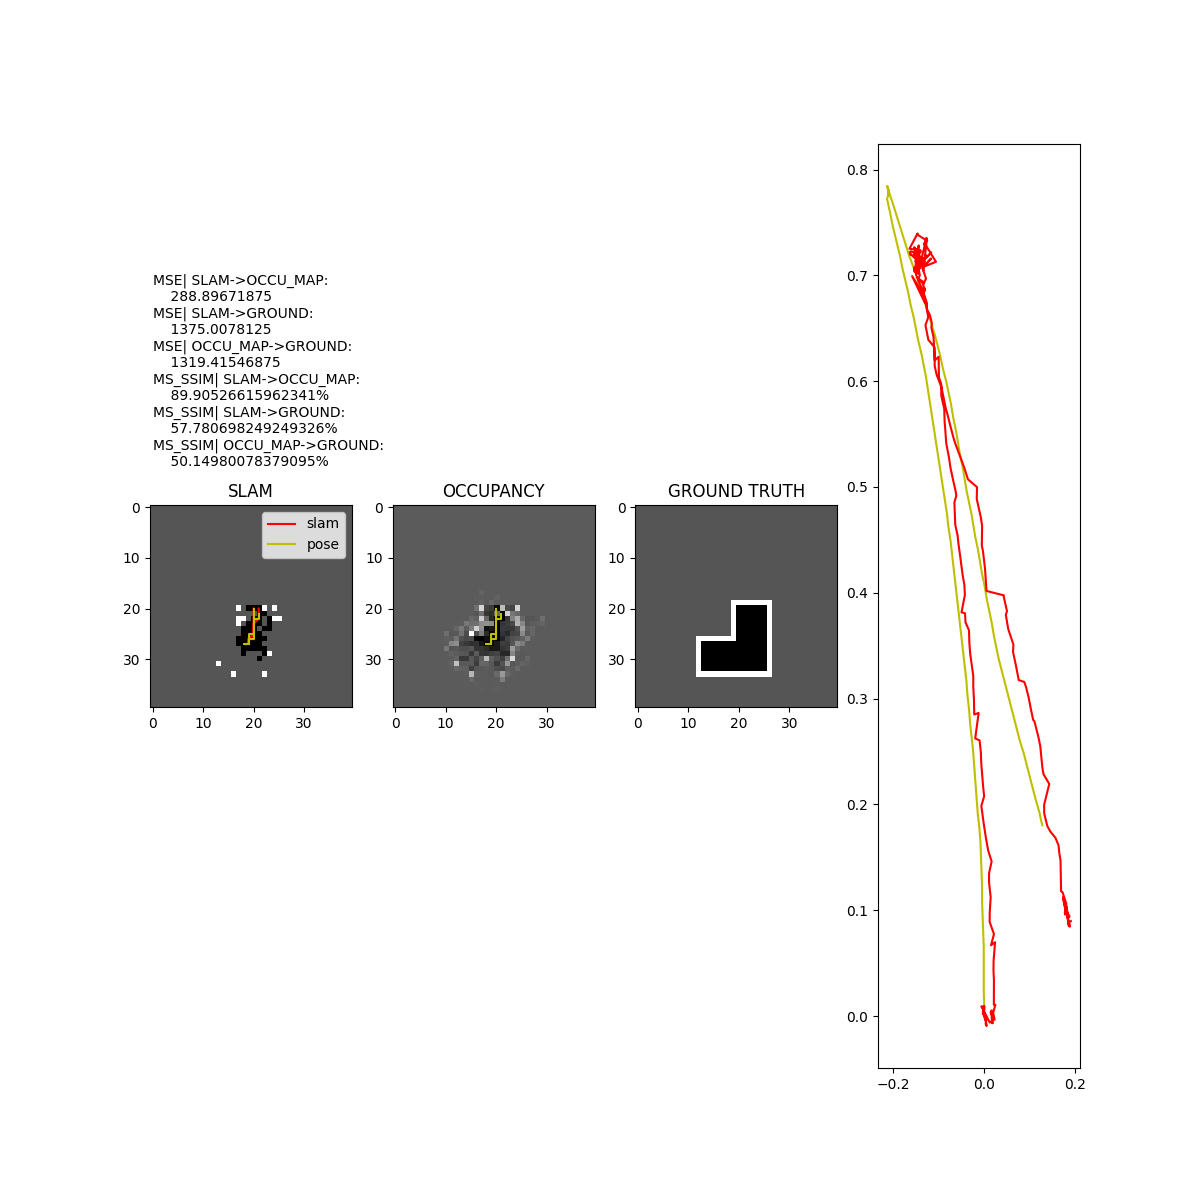 MSE| SLAM->OCCU_MAP:
288.89671875
MSE| SLAM->GROUND:
1375.0078125
MSE| OCCU_MAP->GROUND:
1319.41546875
MS_SSIM| SLAM->OCCU_MAP:
89.90526615962341%
MS_SSIM| SLAM->GROUND:
57.780698249249326%
MS_SSIM| OCCU_MAP->GROUND:
50.14980078379095%
SLAM
0
10
20
30
0 10 20 30
slam
pose
OCCUPANCY
0
10
20
30
0 10 20 30
GROUND TRUTH
0
10
20
30
0 10 20 30
0.8
0.7
0.6
0.5
0.4
0.3
0.2
0.1
0.0
−0.2 0.0 0.2